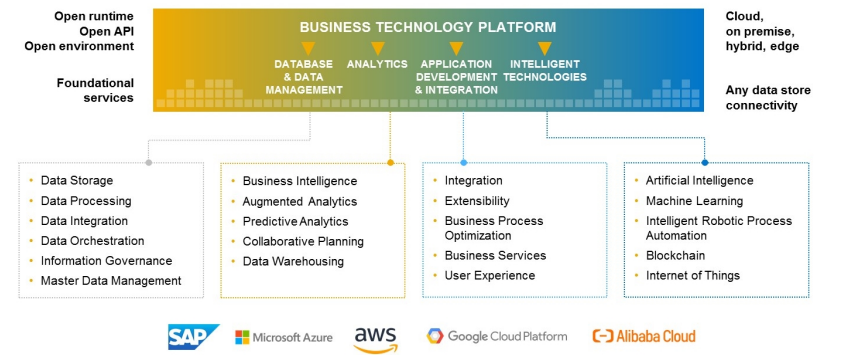 Open runtime
Open API
Open environment
Foundational
services
BUSINESS TECHNOLOGY PLATFORM
DATABASE
& DATA
MANAGEMENT
ANALYTICS
APPLICATION
DEVELOPMENT
& INTEGRATION
INTELLIGENT
TECHNOLOGIES
Cloud,
on premise,
hybrid, edge
Any data store
connectivity
• Data Storage
• Data Processing
• Data Integration
• Data Orchestration
• Information Governance
• Master Data Management
• Business Intelligence
• Augmented Analytics
• Predictive Analytics
• Collaborative Planning
• Data Warehousing
• Integration
• Extensibility
• Business Process
Optimization
• Business Services
• User Experience
• Artificial Intelligence
• Machine Learning
• Intelligent Robotic Process
Automation
• Blockchain
• Internet of Things
SAP
Microsoft Azure
aws
Google Cloud Platform
Alibaba Cloud